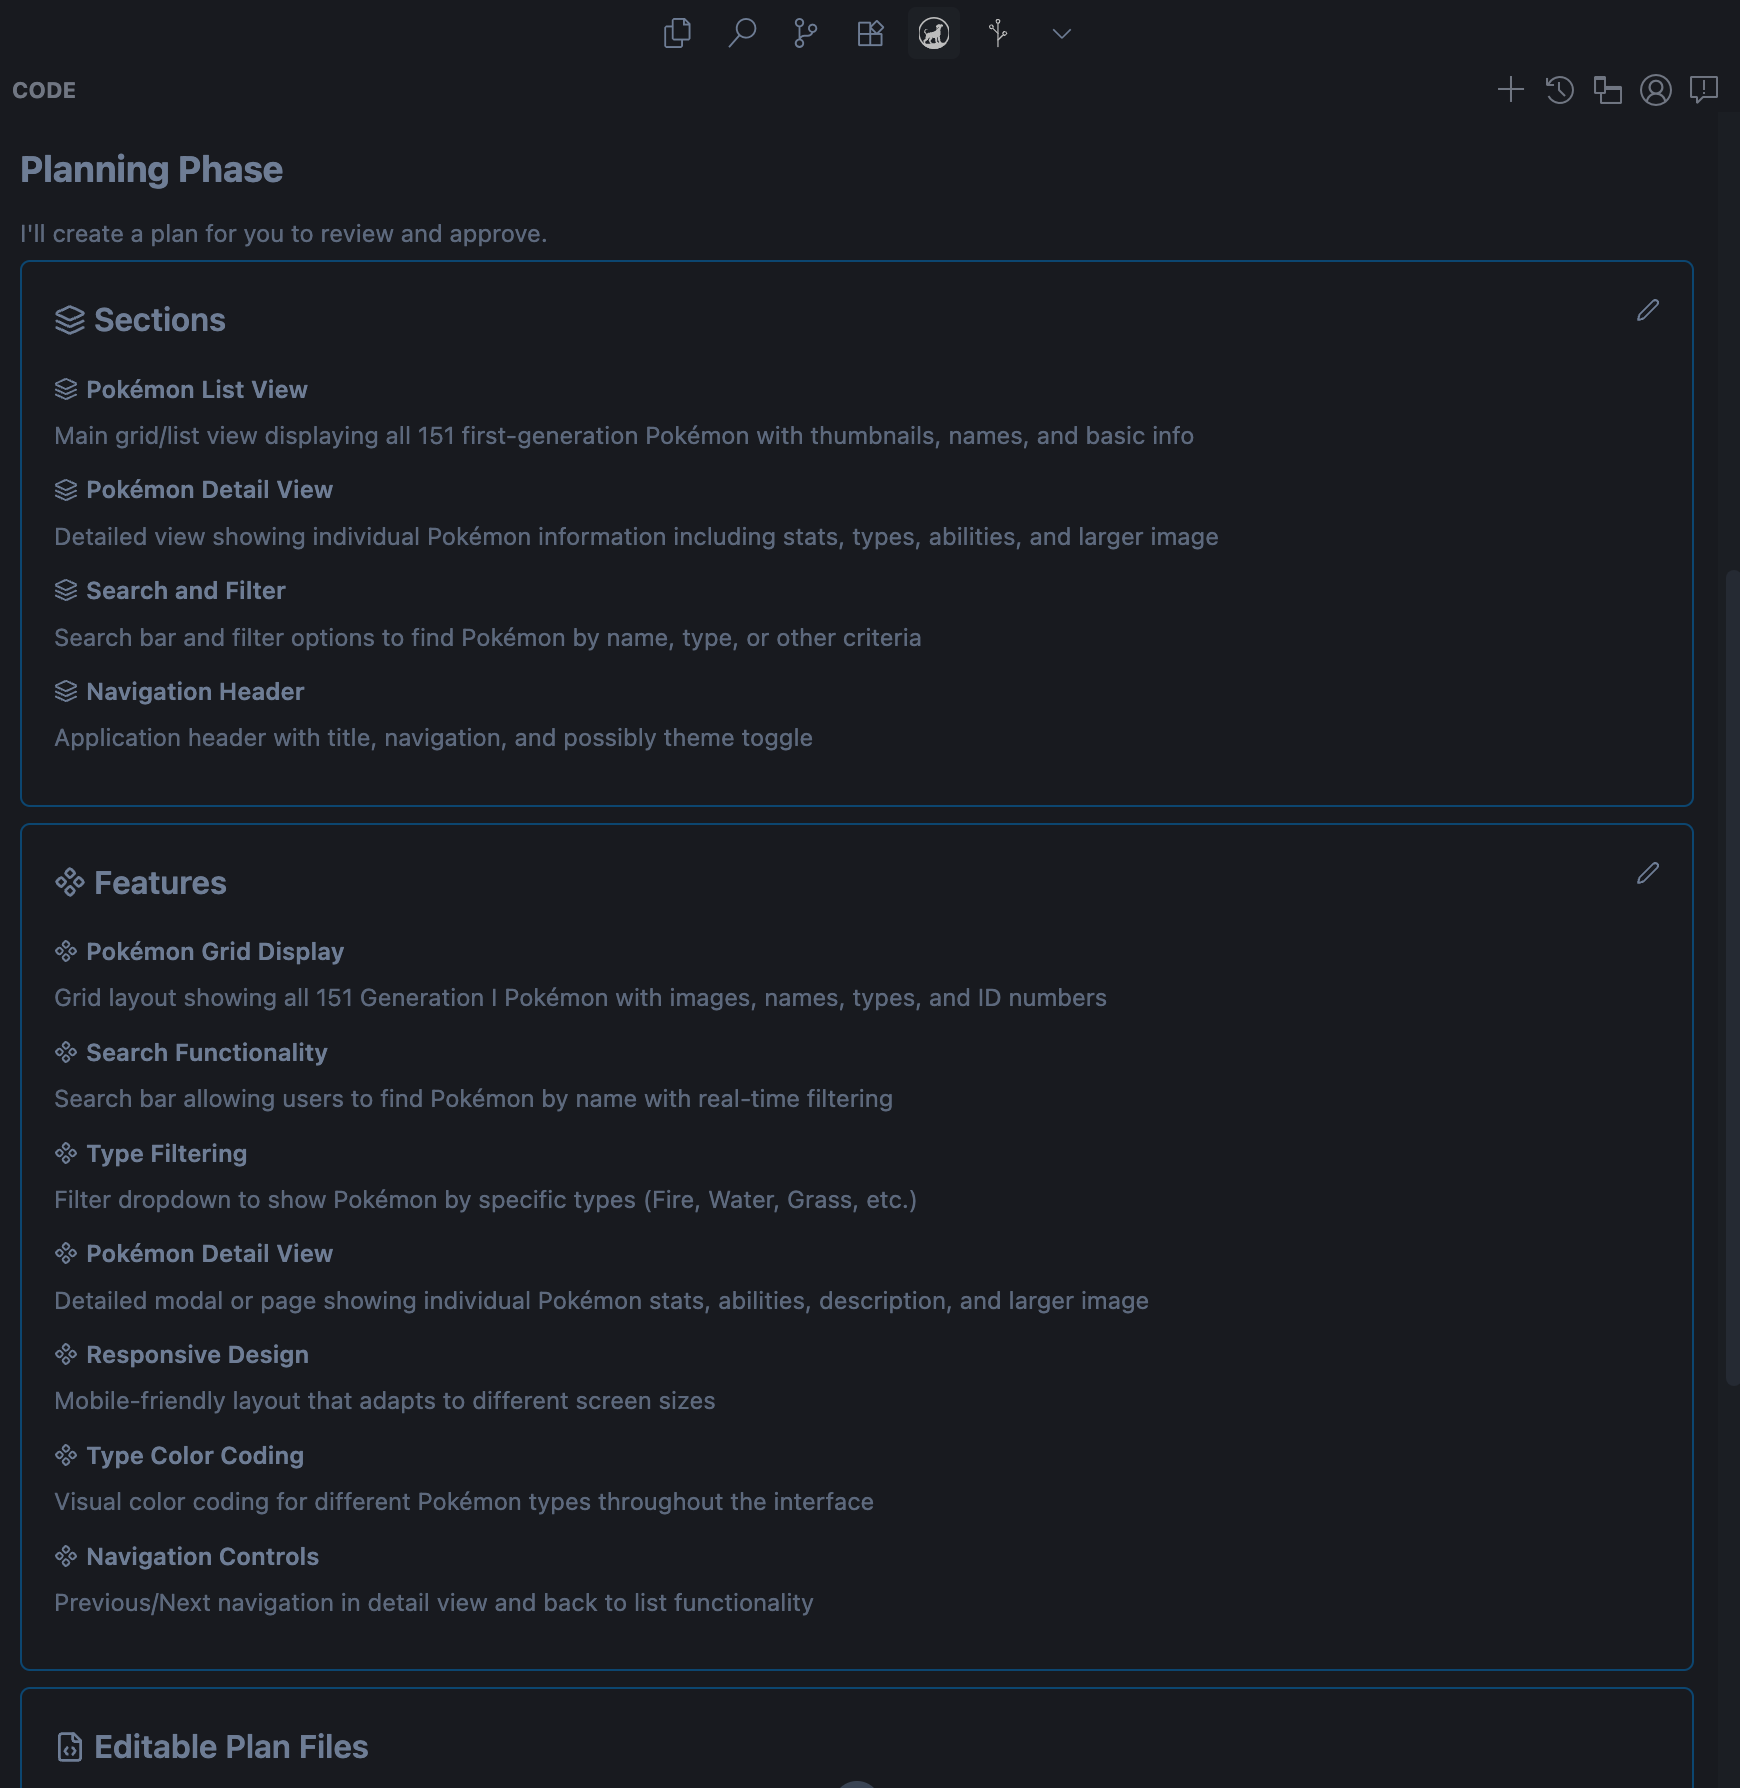 CODE
Planning Phase
I'll create a plan for you to review and approve.
Sections
Pokémon List View
Main grid/list view displaying all 151 first-generation Pokémon with thumbnails, names, and basic info
Pokémon Detail View
Detailed view showing individual Pokémon information including stats, types, abilities, and larger image
Search and Filter
Search bar and filter options to find Pokémon by name, type, or other criteria
Navigation Header
Application header with title, navigation, and possibly theme toggle
Features
Pokémon Grid Display
Grid layout showing all 151 Generation I Pokémon with images, names, types, and ID numbers
Search Functionality
Search bar allowing users to find Pokémon by name with real-time filtering
Type Filtering
Filter dropdown to show Pokémon by specific types (Fire, Water, Grass, etc.)
Pokémon Detail View
Detailed modal or page showing individual Pokémon stats, abilities, description, and larger image
Responsive Design
Mobile-friendly layout that adapts to different screen sizes
Type Color Coding
Visual color coding for different Pokémon types throughout the interface
Navigation Controls
Previous/Next navigation in detail view and back to list functionality
Editable Plan Files